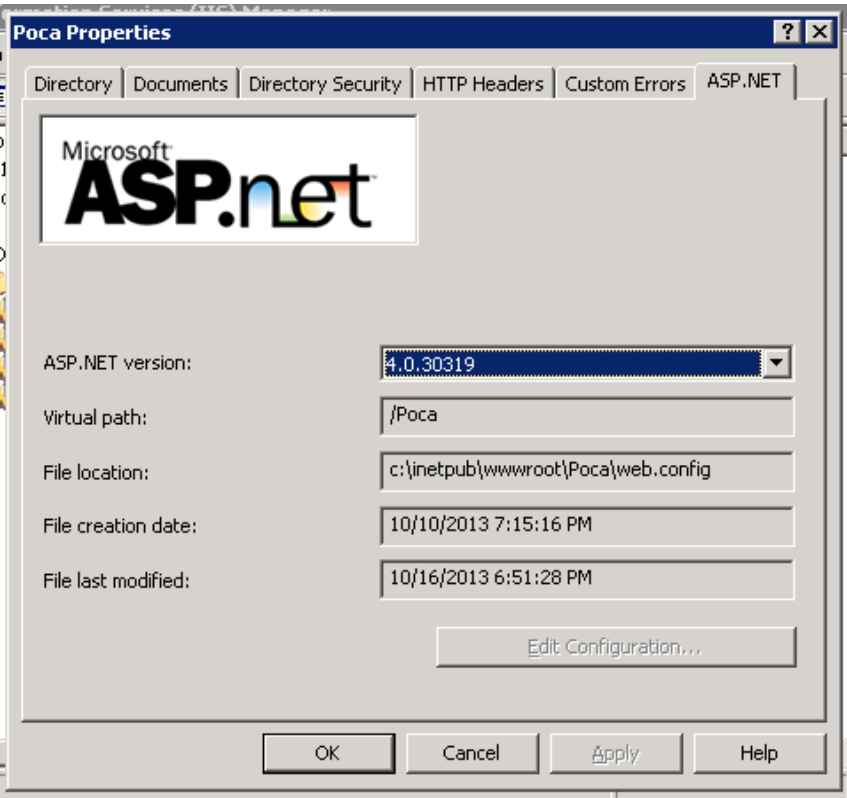 Poca Properties
Directory Documents Directory Security HTTP Headers Custom Errors ASP.NET
Microsoft
ASP.net
ASP.NET version: 4.0.30319
Virtual path: /Poca
File location: c:\inetpub\wwwroot\Poca\web.config
File creation date: 10/10/2013 7:15:16 PM
File last modified: 10/16/2013 6:51:28 PM
Edit Configuration...
OK Cancel Apply Help